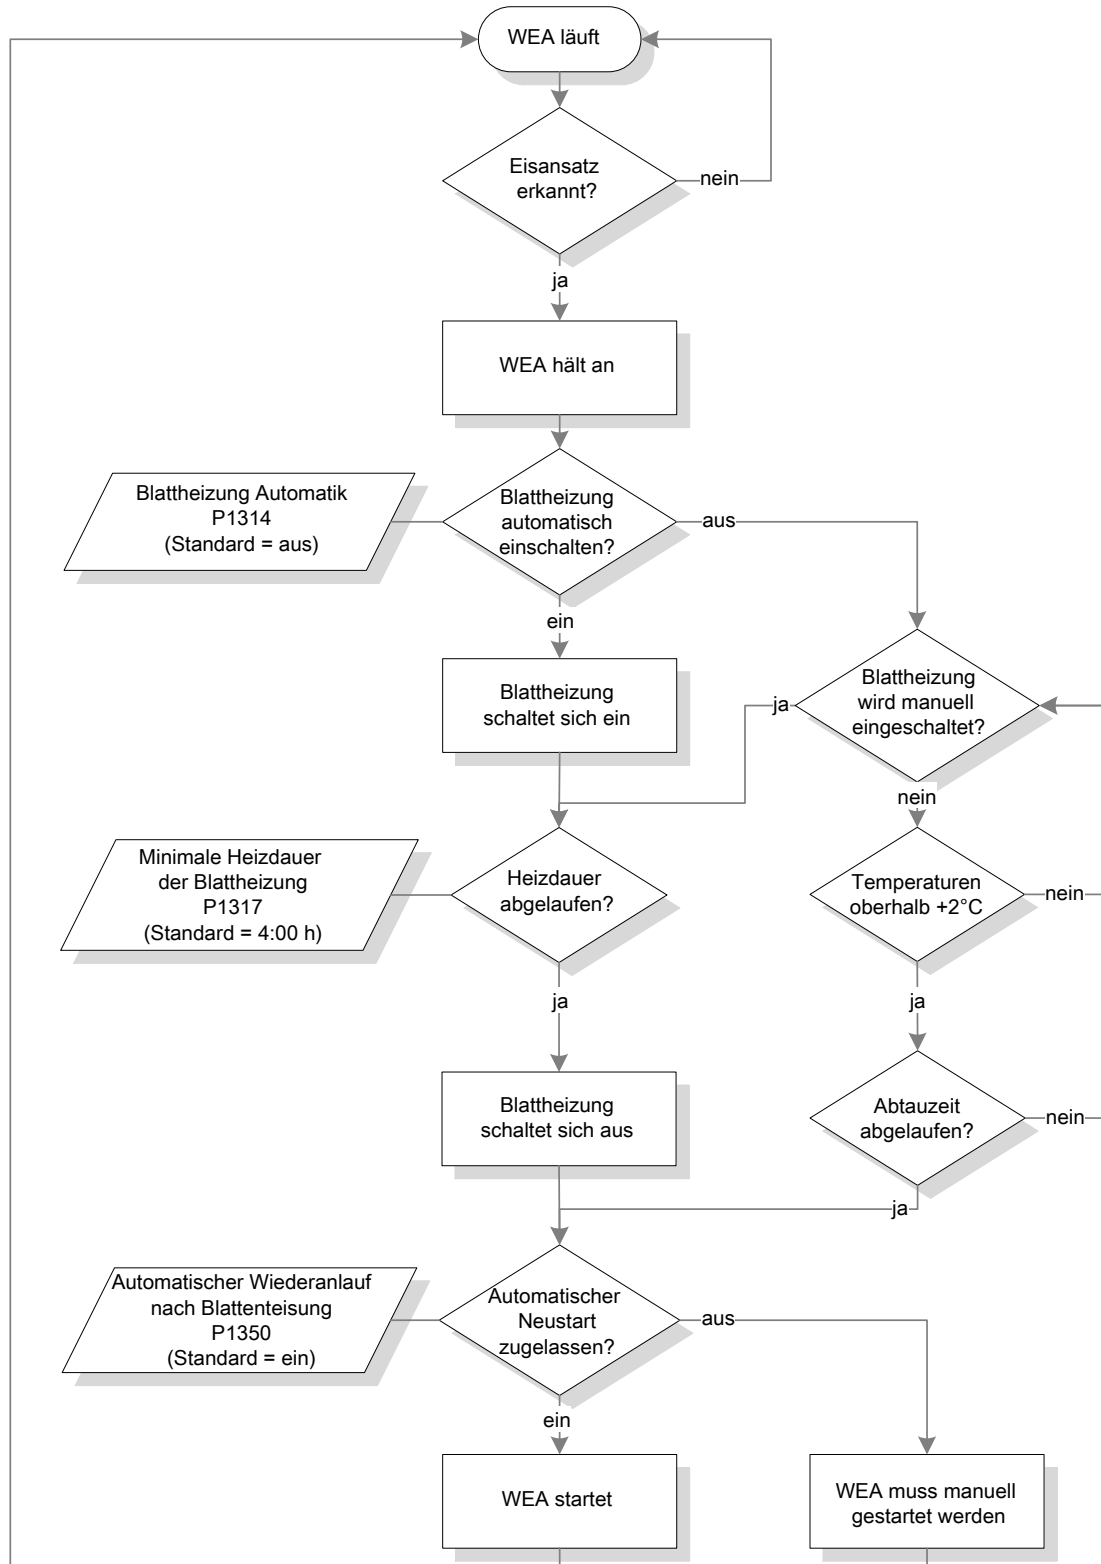 WEA läuft
Eisansatz
erkannt?
nein
ja
WEA hält an
Blattheizung Automatik
P1314
(Standard = aus)
Blattheizung
automatisch
einschalten?
aus
ein
Blattheizung
schaltet sich ein
Blattheizung
wird manuell
eingeschaltet?
ja
nein
Minimale Heizdauer
der Blattheizung
P1317
(Standard = 4:00 h)
Heizdauer
abgelaufen?
Temperaturen
oberhalb +2°C
nein
ja
ja
Blattheizung
schaltet sich aus
Abtauzeit
abgelaufen?
nein
ja
Automatischer Wiederanlauf
nach Blattenteisung
P1350
(Standard = ein)
Automatischer
Neustart
zugelassen?
aus
ein
WEA startet
WEA muss manuell
gestartet werden